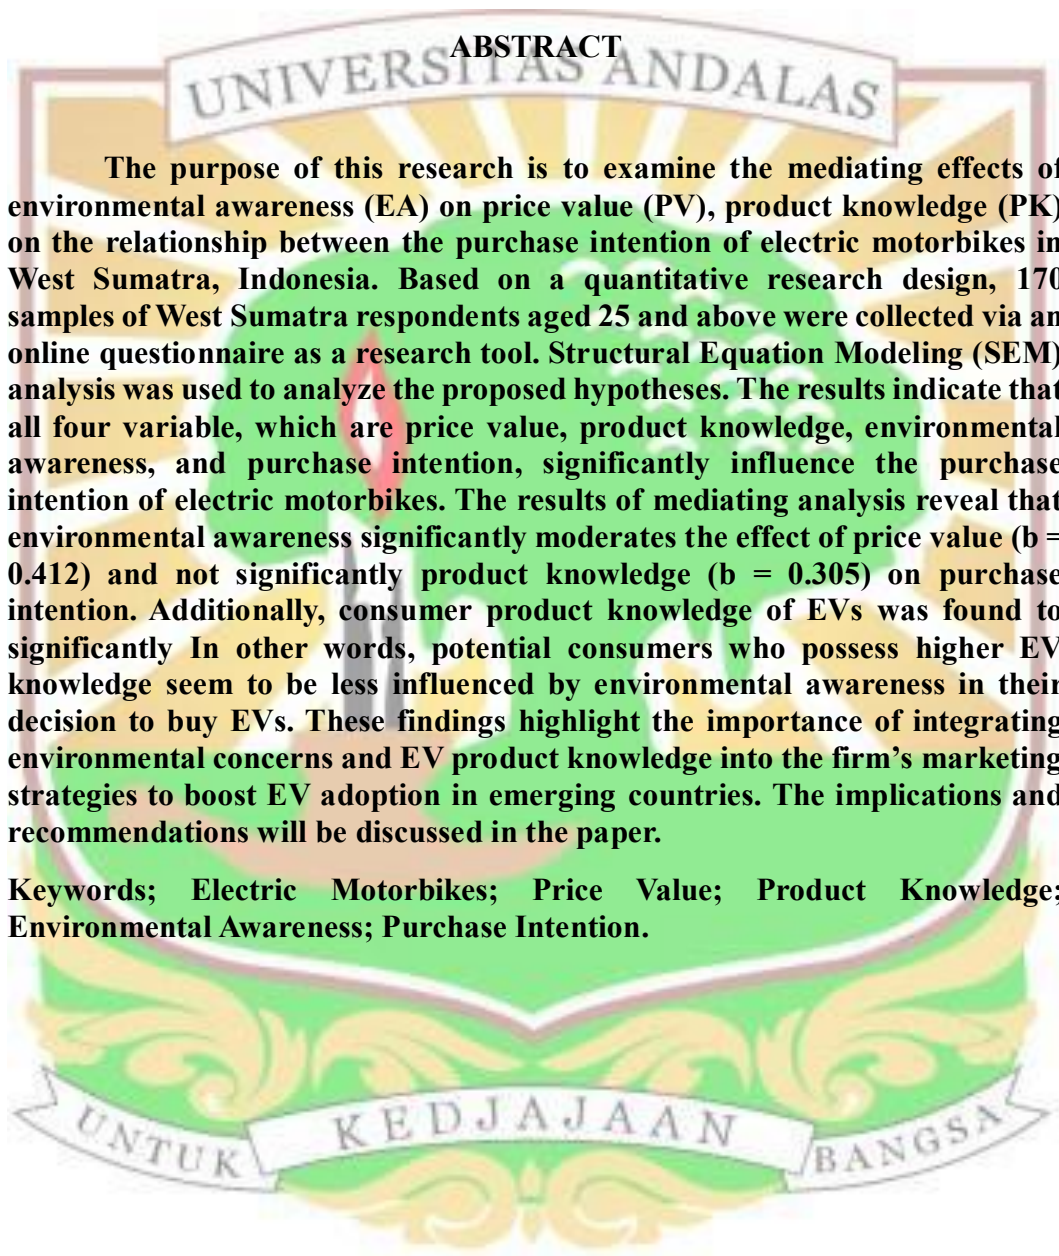 ABSTRACT
UNIVERSITAS ANDALAS
The purpose of this research is to examine the mediating effects of
environmental awareness (EA) on price value (PV), product knowledge (PK)
on the relationship between the purchase intention of electric motorbikes in
West Sumatra, Indonesia. Based on a quantitative research design, 170
samples of West Sumatra respondents aged 25 and above were collected via an
online questionnaire as a research tool. Structural Equation Modeling (SEM)
analysis was used to analyze the proposed hypotheses. The results indicate that
all four variable, which are price value, product knowledge, environmental
awareness, and purchase intention, significantly influence the purchase
intention of electric motorbikes. The results of mediating analysis reveal that
environmental awareness significantly moderates the effect of price value (b =
0.412) and not significantly product knowledge (b = 0.305) on purchase
intention. Additionally, consumer product knowledge of EVs was found to
significantly In other words, potential consumers who possess higher EV
knowledge seem to be less influenced by environmental awareness in their
decision to buy EVs. These findings highlight the importance of integrating
environmental concerns and EV product knowledge into the firm's marketing
strategies to boost EV adoption in emerging countries. The implications and
recommendations will be discussed in the paper.
Keywords; Electric Motorbikes; Price Value; Product Knowledge;
Environmental Awareness; Purchase Intention.
UNTUK KEDJAJAAN BANGSA